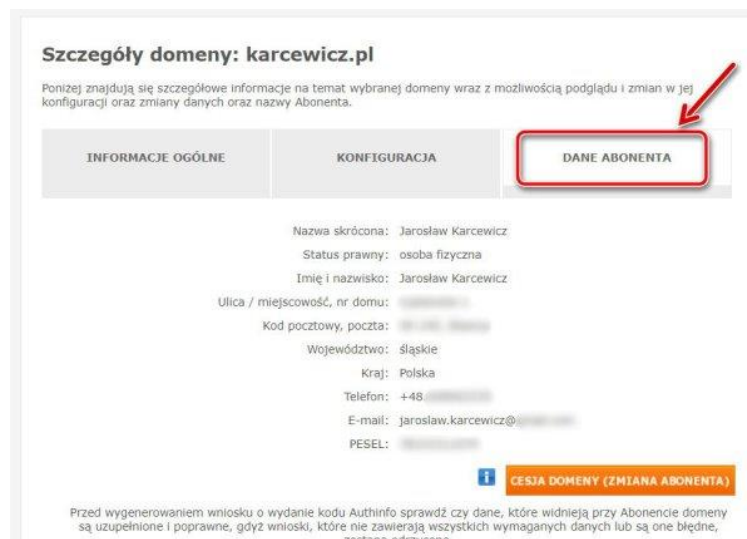 Szczegóły domeny: karcewicz.pl
Poniżej znajdują się szczegółowe informacje na temat wybranej domeny wraz z możliwością podglądu i zmian w jej
konfiguracji oraz zmiany danych oraz nazwy Abonenta.
INFORMACJE OGÓLNE KONFIGURACJA DANE ABONENTA
Nazwa skrócona: Jarosław Karcewicz
Status prawny: osoba fizyczna
Imię i nazwisko: Jarosław Karcewicz
Ulica / miejscowość, nr domu:
Kod pocztowy, poczta:
Województwo: śląskie
Kraj: Polska
Telefon: +48
E-mail: jaroslaw.karcewicz@
PESEL:
i CESJA DOMENY (ZMIANA ABONENTA)
Przed wygenerowaniem wniosku o wydanie kodu Authinfo sprawdź czy dane, które widnieją przy Abonencie domeny
są uzupełnione i poprawne, gdyż wnioski, które nie zawierają wszystkich wymaganych danych lub są one błędne,